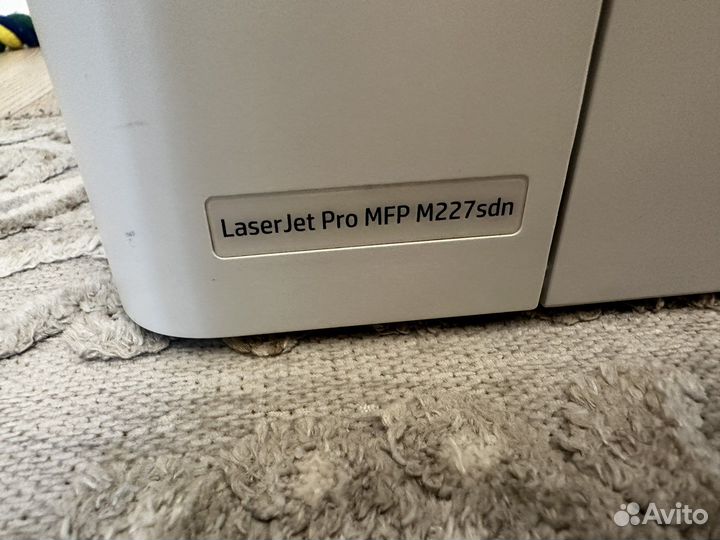 LaserJet Pro MFP M227sdn
Avito